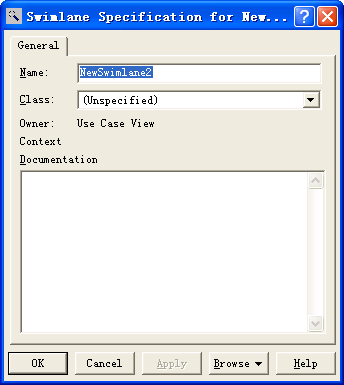 Swimlane Specification for New...
General
Name: NewSwimlane2
Class: (Unspecified)
Owner: Use Case View
Context
Documentation
OK Cancel Apply Browse Help